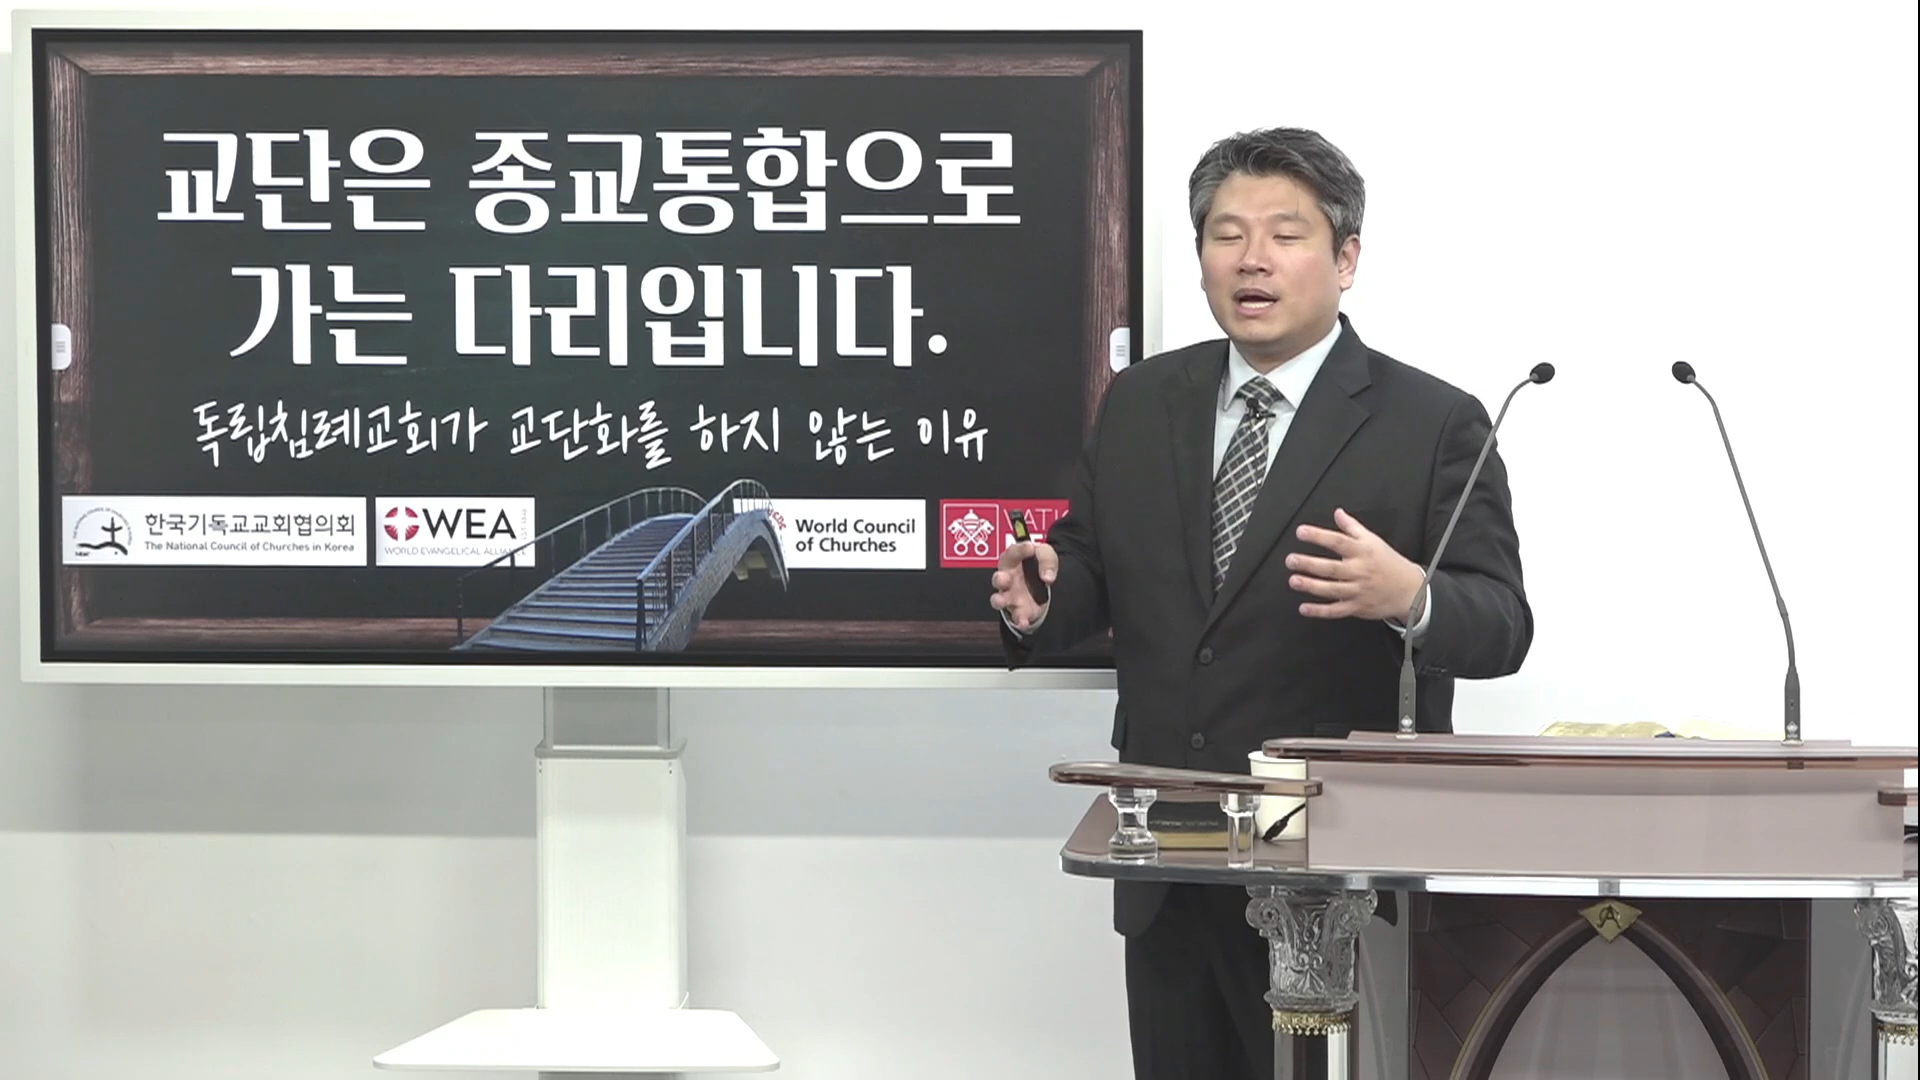 교단은 종교통합으로
가는 다리입니다.
독립침례교회가 교단화를 하지 않는 이유
한국기독교교회협의회
The National Council of Churches in Korea
WEA
WORLD EVANGELICAL ALLIANCE
World Council
of Churches